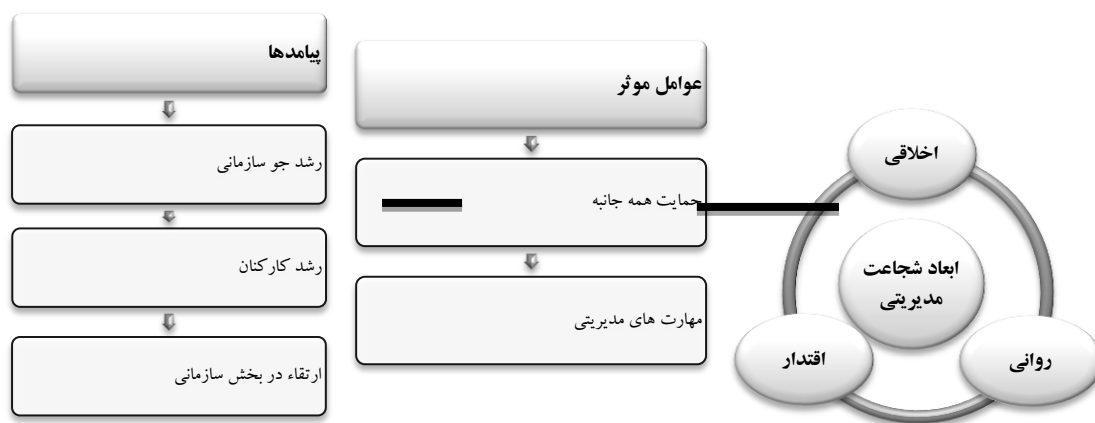 اخلاقی
ابعاد شجاعت
مدیریتی
روانی
اقتدار
عوامل موثر
حمایت همه جانبه
مهارت های مدیریتی
پیامدها
رشد جو سازمانی
رشد کارکنان
ارتقاء در بخش سازمانی